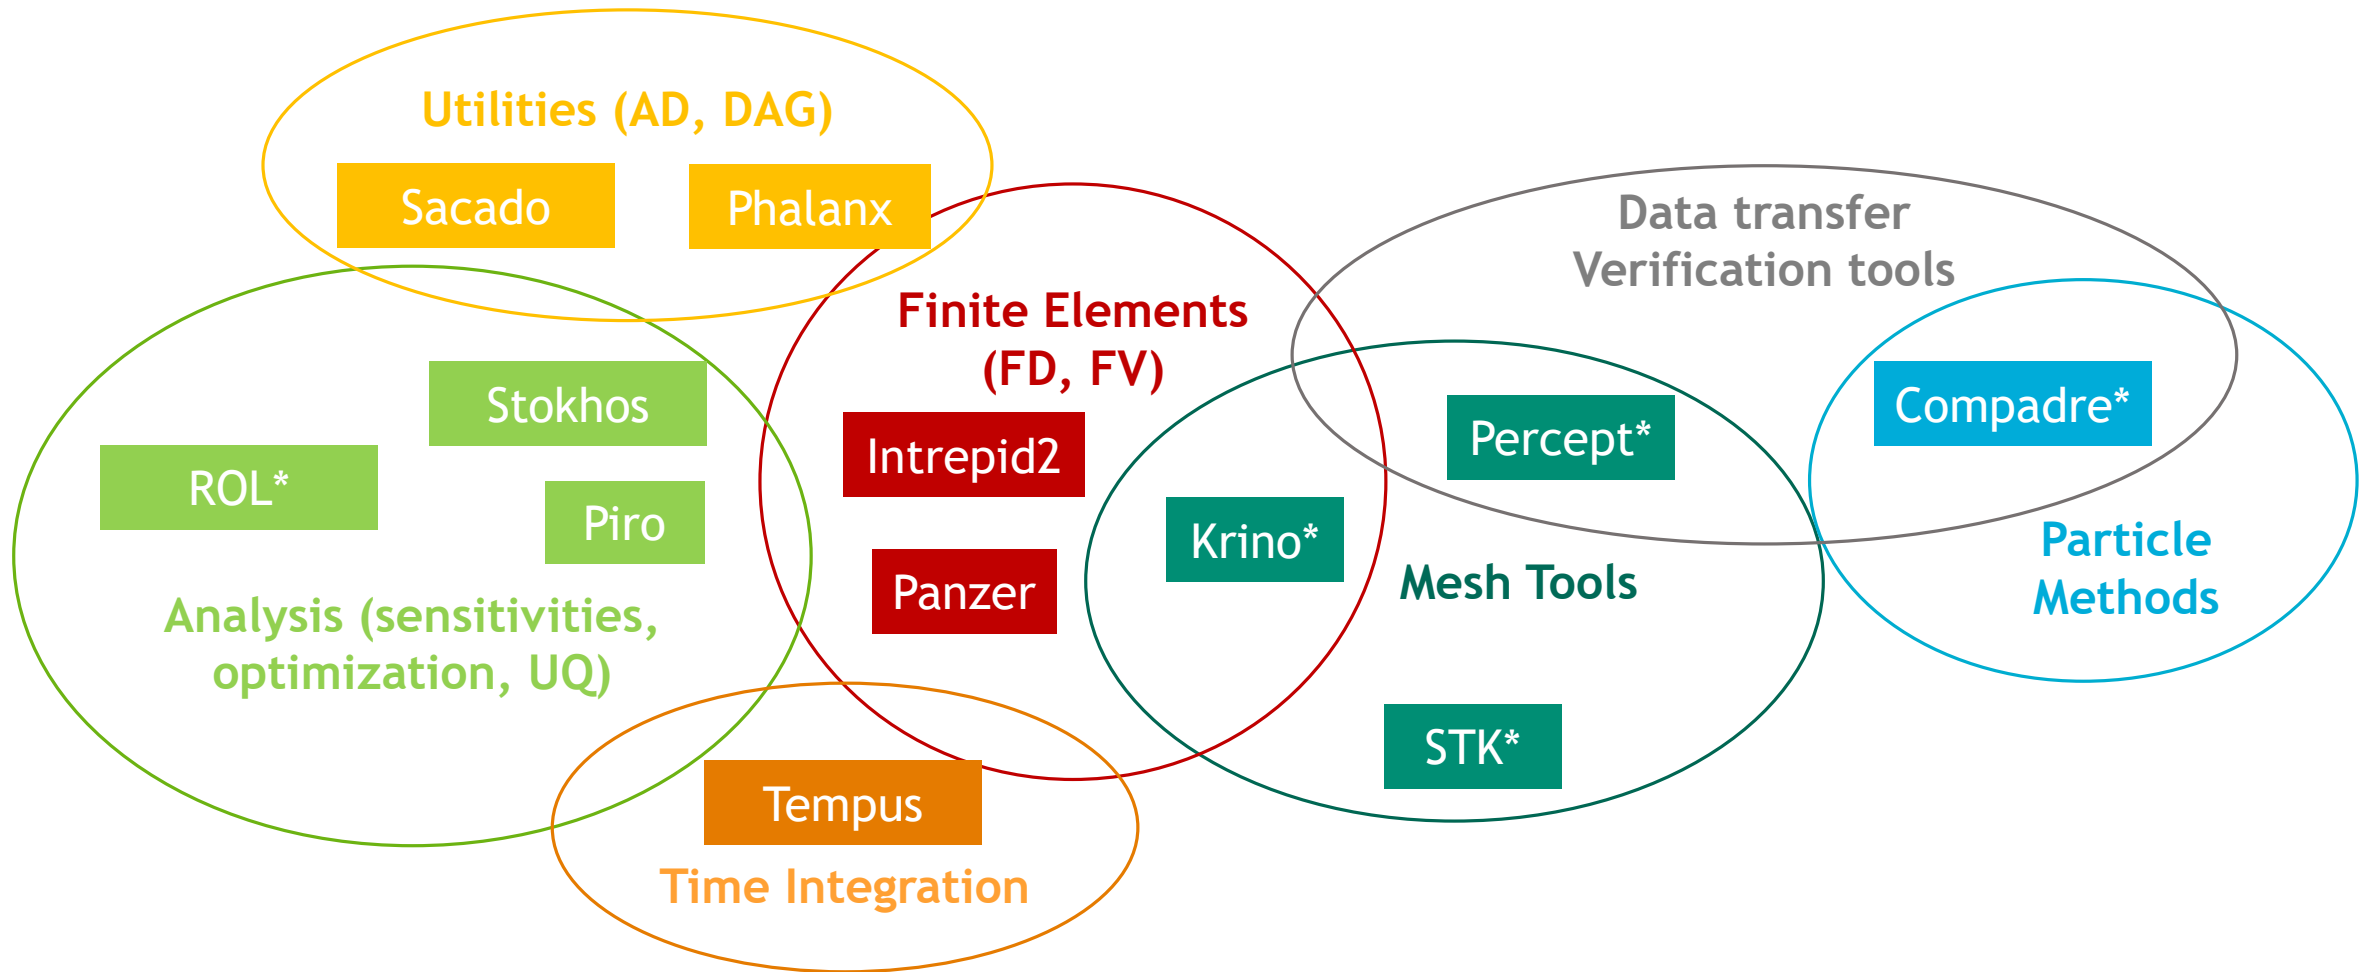 Utilities (AD, DAG)
Sacado
Phalanx
Data transfer
Verification tools
Finite Elements
(FD, FV)
Stokhos
ROL*
Piro
Analysis (sensitivities,
optimization, UQ)
Intrepid2
Panzer
Krino*
Percept*
Mesh Tools
STK*
Compadre*
Particle
Methods
Tempus
Time Integration